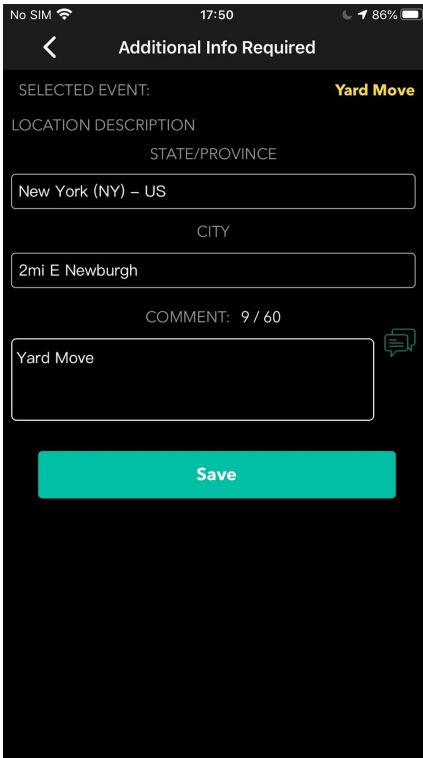 No SIM 17:50 86%
Additional Info Required
SELECTED EVENT: Yard Move
LOCATION DESCRIPTION
STATE/PROVINCE
New York (NY) – US
CITY
2mi E Newburgh
COMMENT: 9 / 60
Yard Move
Save